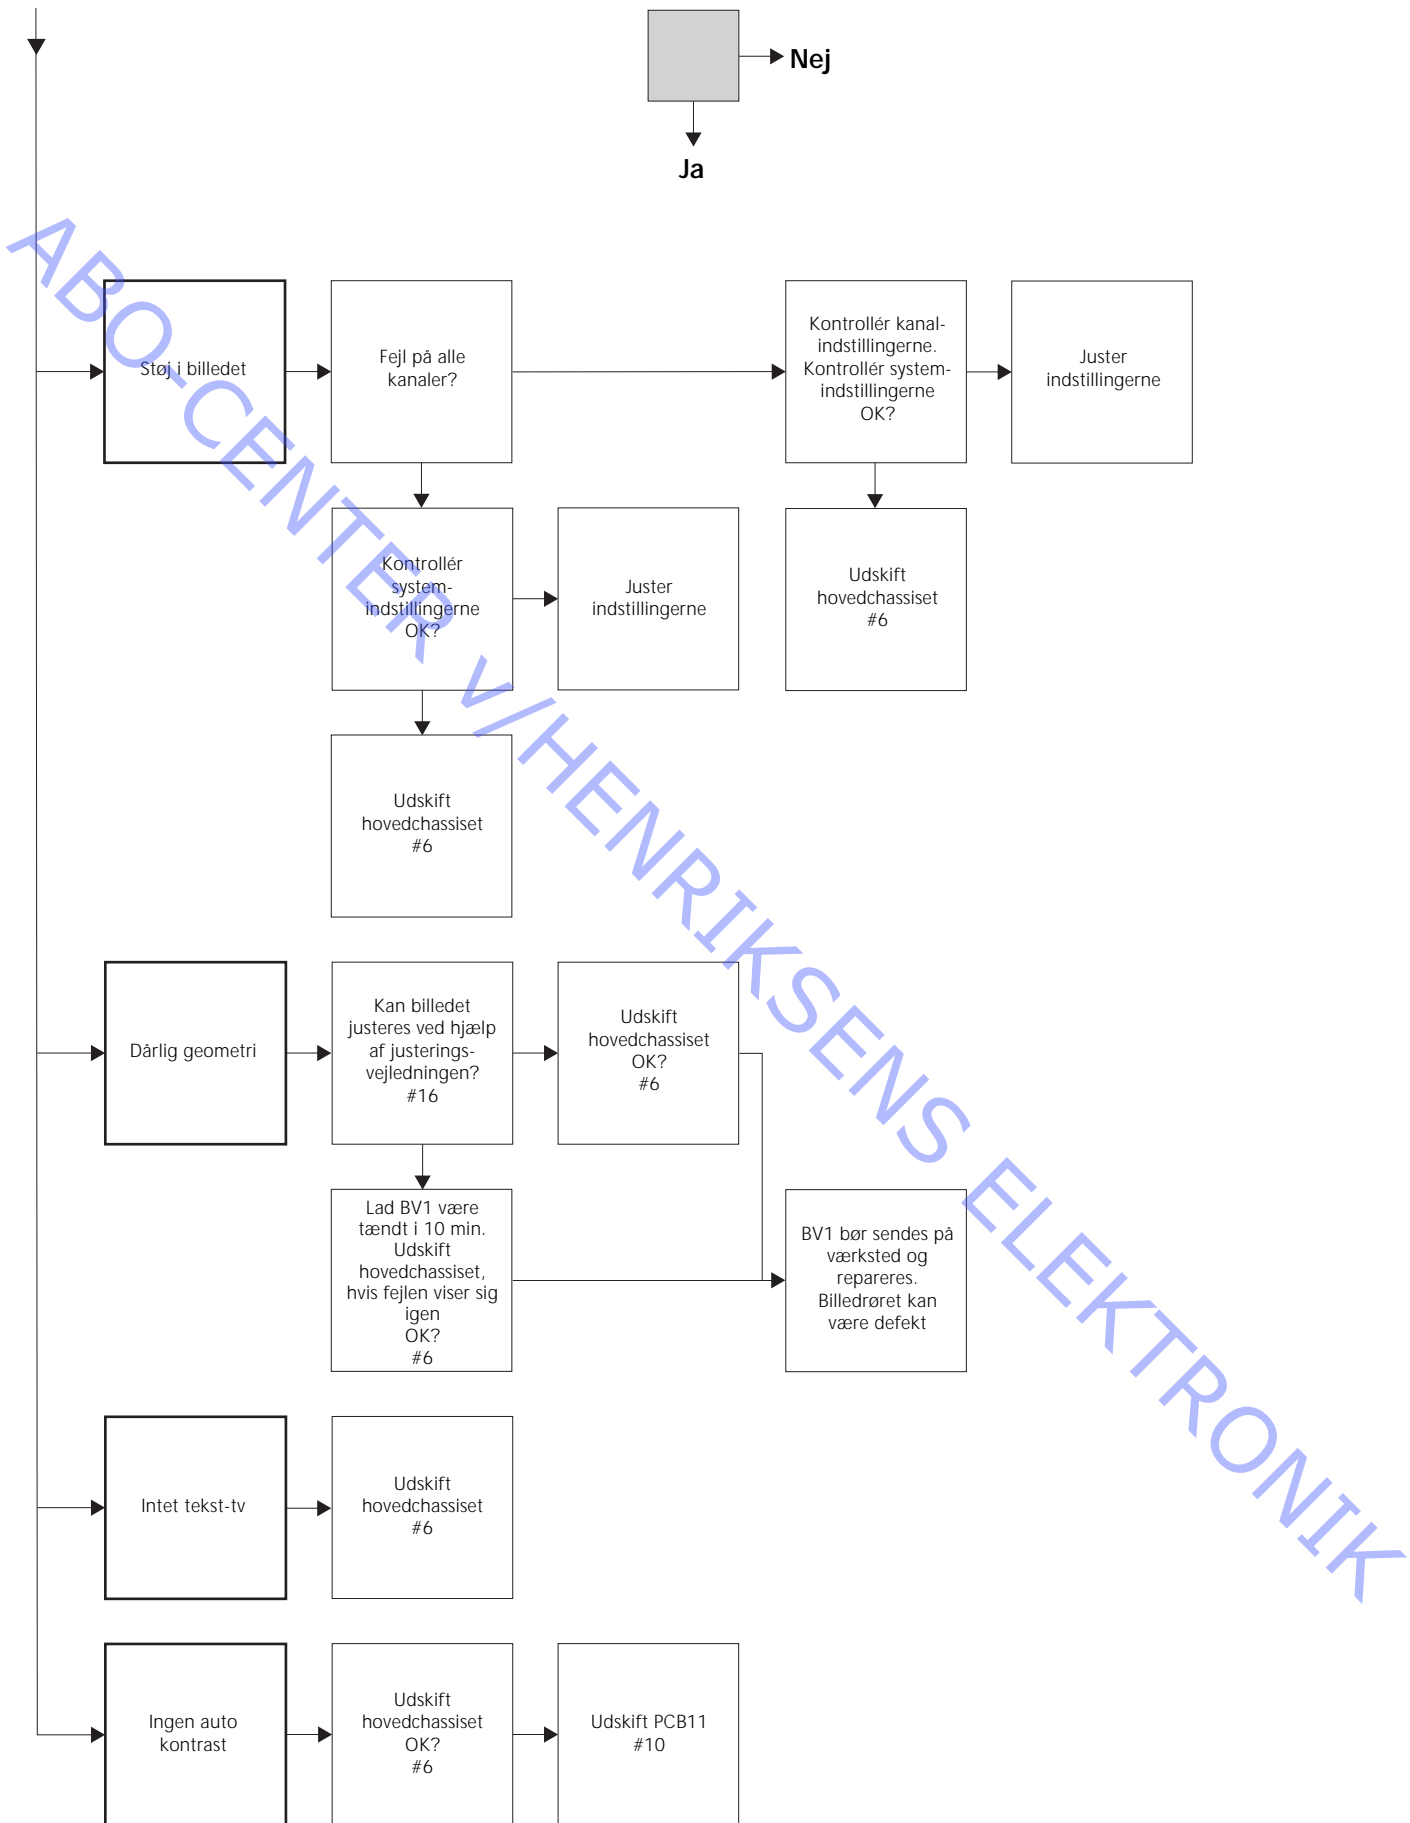 Nej
Ja
Støj i billedet
Fejl på alle
kanaler?
Kontrollér kanal-
indstillingerne.
Kontrollér system-
indstillingerne
OK?
Juster
indstillingerne
Kontrollér
system-
indstillingerne
OK?
Juster
indstillingerne
Udskift
hovedchassiset
#6
Udskift
hovedchassiset
#6
Dårlig geometri
Kan billedet
justeres ved hjælp
af justerings-
vejledningen?
#16
Udskift
hovedchassiset
OK?
#6
Lad BV1 være
tændt i 10 min.
Udskift
hovedchassiset,
hvis fejlen viser sig
igen
OK?
#6
BV1 bør sendes på
værksted og
repareres.
Billedrøret kan
være defekt
Intet tekst-tv
Udskift
hovedchassiset
#6
Ingen auto
kontrast
Udskift
hovedchassiset
OK?
#6
Udskift PCB11
#10
ABO-CENTER v/HENRIKSENS ELEKTRONIK